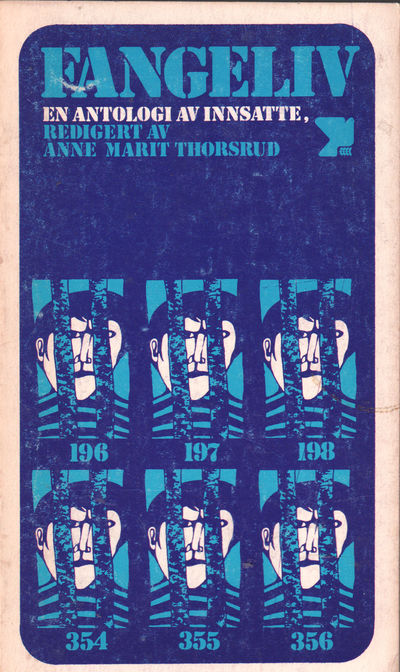 FANGELIV
EN ANTOLOGI AV INNSATTE,
REDIGERT AV
ANNE MARIT THORSRUD
196 197 198
354 355 356